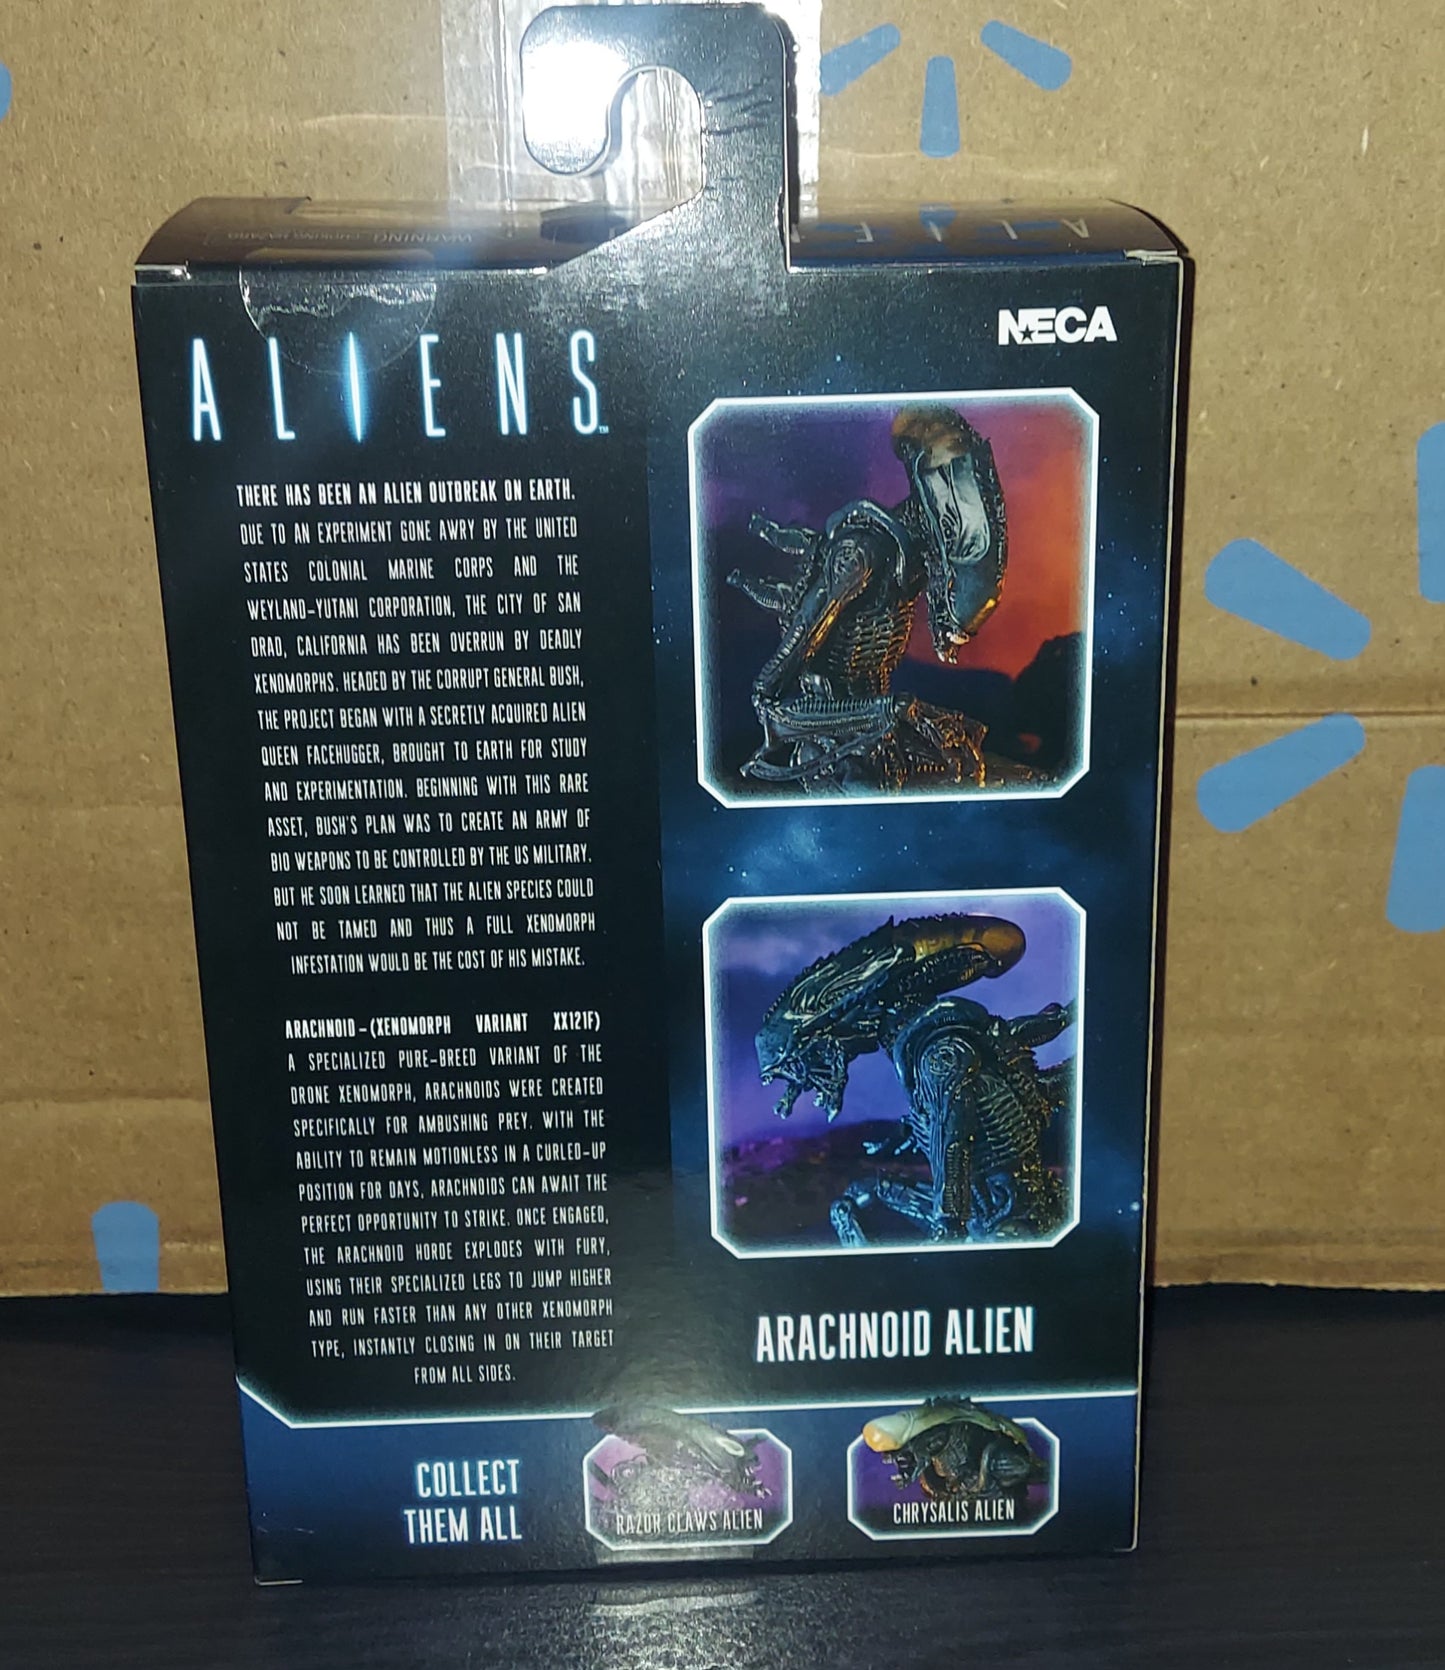 WARNING: CHOKING HAZARD
ALIENS™
NECA
THERE HAS BEEN AN ALIEN OUTBREAK ON EARTH.
DUE TO AN EXPERIMENT GONE AWRY BY THE UNITED
STATES COLONIAL MARINE CORPS AND THE
WEYLAND-YUTANI CORPORATION, THE CITY OF SAN
DRAD, CALIFORNIA HAS BEEN OVERRUN BY DEADLY
XENOMORPHS. HEADED BY THE CORRUPT GENERAL BUSH,
THE PROJECT BEGAN WITH A SECRETLY ACQUIRED ALIEN
QUEEN FACEHUGGER, BROUGHT TO EARTH FOR STUDY
AND EXPERIMENTATION. BEGINNING WITH THIS RARE
ASSET, BUSH'S PLAN WAS TO CREATE AN ARMY OF
BIO WEAPONS TO BE CONTROLLED BY THE US MILITARY.
BUT HE SOON LEARNED THAT THE ALIEN SPECIES COULD
NOT BE TAMED AND THUS A FULL XENOMORPH
INFESTATION WOULD BE THE COST OF HIS MISTAKE.
ARACHNOID-(XENOMORPH VARIANT XX121F)
A SPECIALIZED PURE-BREED VARIANT OF THE
DRONE XENOMORPH, ARACHNOIDS WERE CREATED
SPECIFICALLY FOR AMBUSHING PREY. WITH THE
ABILITY TO REMAIN MOTIONLESS IN A CURLED-UP
POSITION FOR DAYS, ARACHNOIDS CAN AWAIT THE
PERFECT OPPORTUNITY TO STRIKE. ONCE ENGAGED,
THE ARACHNOID HORDE EXPLODES WITH FURY,
USING THEIR SPECIALIZED LEGS TO JUMP HIGHER
AND RUN FASTER THAN ANY OTHER XENOMORPH
TYPE, INSTANTLY CLOSING IN ON THEIR TARGET
FROM ALL SIDES.
ARACHNOID ALIEN
COLLECT
THEM ALL
RAZOR CLAWS ALIEN
CHRYSALIS ALIEN